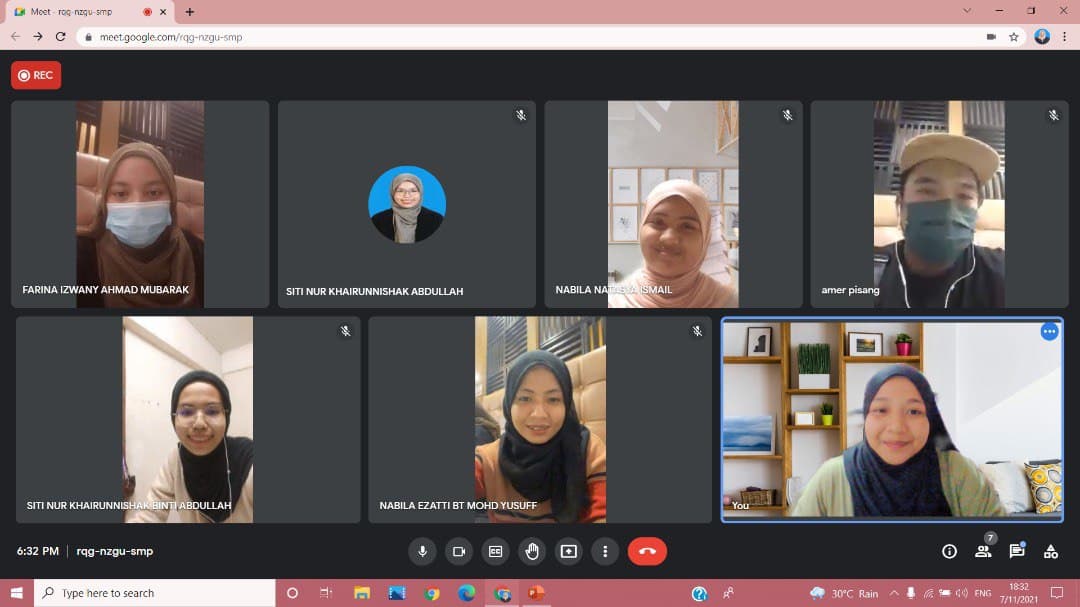 Meet - rqg-nzgu-smp
meet.google.com/rqg-nzgu-smp
REC
FARINA IZWANY AHMAD MUBARAK
SITI NUR KHAIRUNNISHAK ABDULLAH
NABILA NATASYA ISMAIL
amer pisang
SITI NUR KHAIRUNNISHAK BINTI ABDULLAH
NABILA EZATTI BT MOHD YUSUFF
You
6:32 PM | rqg-nzgu-smp
CC
7
Type here to search
30°C Rain
ENG
18:32
7/11/2021